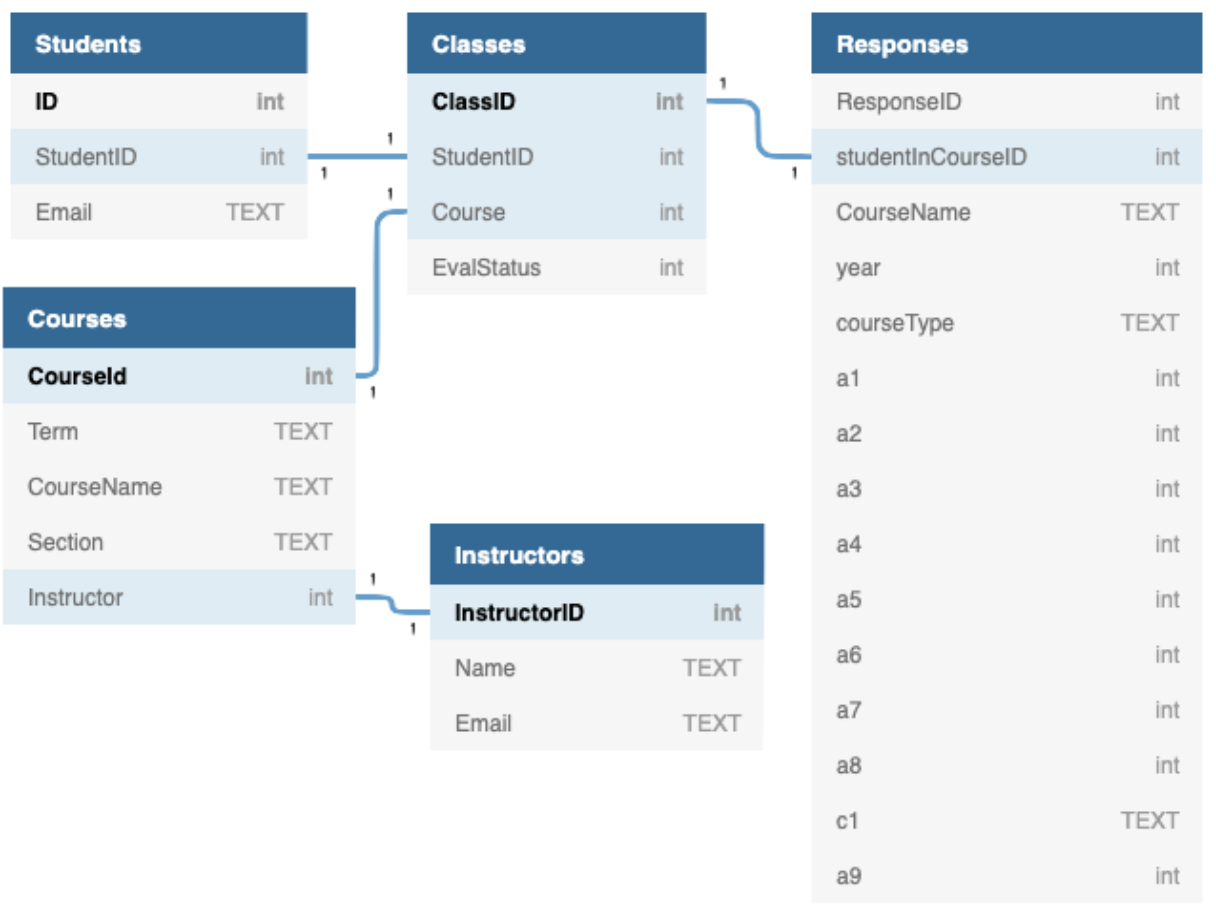 Students
ID int
StudentID int
Email TEXT
Classes
ClassID int
StudentID int
Course int
EvalStatus int
Responses
ResponseID int
studentInCourseID int
CourseName TEXT
year int
courseType TEXT
a1 int
a2 int
a3 int
a4 int
a5 int
a6 int
a7 int
a8 int
c1 TEXT
a9 int
Courses
CourseId int
Term TEXT
CourseName TEXT
Section TEXT
Instructor int
Instructors
InstructorID int
Name TEXT
Email TEXT
1
1
1
1
1
1
1
1